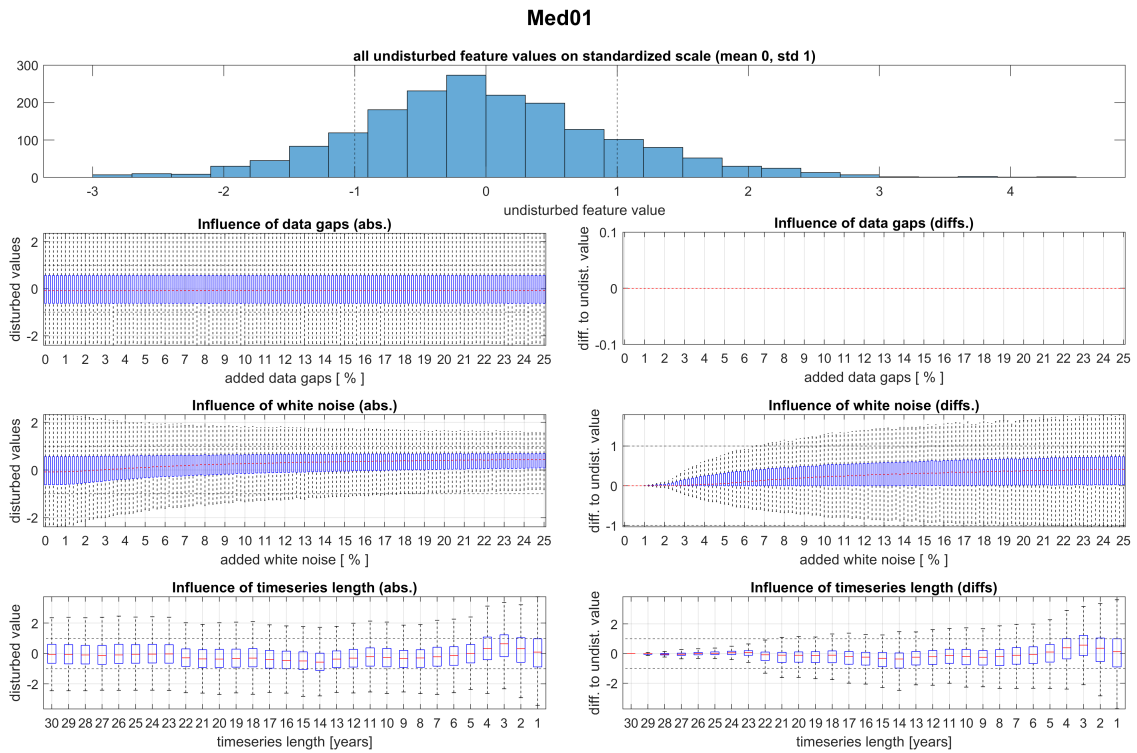 Med01
all undisturbed feature values on standardized scale (mean 0, std 1)
300
200
100
0
-3 -2 -1 0 1 2 3 4
undisturbed feature value
Influence of data gaps (abs.)
disturbed values
2
0
-2
0 1 2 3 4 5 6 7 8 9 10 11 12 13 14 15 16 17 18 19 20 21 22 23 24 25
added data gaps [ % ]
Influence of data gaps (diffs.)
diff. to undist. value
0.1
0
-0.1
0 1 2 3 4 5 6 7 8 9 10 11 12 13 14 15 16 17 18 19 20 21 22 23 24 25
added data gaps [ % ]
Influence of white noise (abs.)
disturbed values
2
0
-2
0 1 2 3 4 5 6 7 8 9 10 11 12 13 14 15 16 17 18 19 20 21 22 23 24 25
added white noise [ % ]
Influence of white noise (diffs.)
diff. to undist. value
1
0
-1
0 1 2 3 4 5 6 7 8 9 10 11 12 13 14 15 16 17 18 19 20 21 22 23 24 25
added white noise [ % ]
Influence of timeseries length (abs.)
disturbed value
2
0
-2
30 29 28 27 26 25 24 23 22 21 20 19 18 17 16 15 14 13 12 11 10 9 8 7 6 5 4 3 2 1
timeseries length [years]
Influence of timeseries length (diffs)
diff. to undist. value
2
0
-2
30 29 28 27 26 25 24 23 22 21 20 19 18 17 16 15 14 13 12 11 10 9 8 7 6 5 4 3 2 1
timeseries length [years]